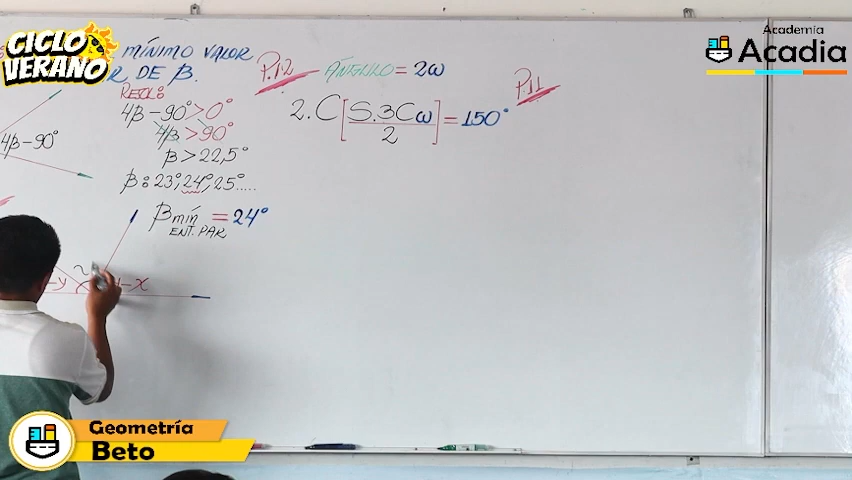 CICLO
VERANO
MÍNIMO VALOR
DE β.
RESOL:
4β-90°>0°
4β>90°
β>22,5°
β:23°,24°,25°.....
βmín = 24°
ENT. PAR
4β-90°
-y
-x
P.12
ÁNGULO = 2ω
2.C[S.3Cω/2]=150°
P.11
Academia
Acadia
Geometría
Beto